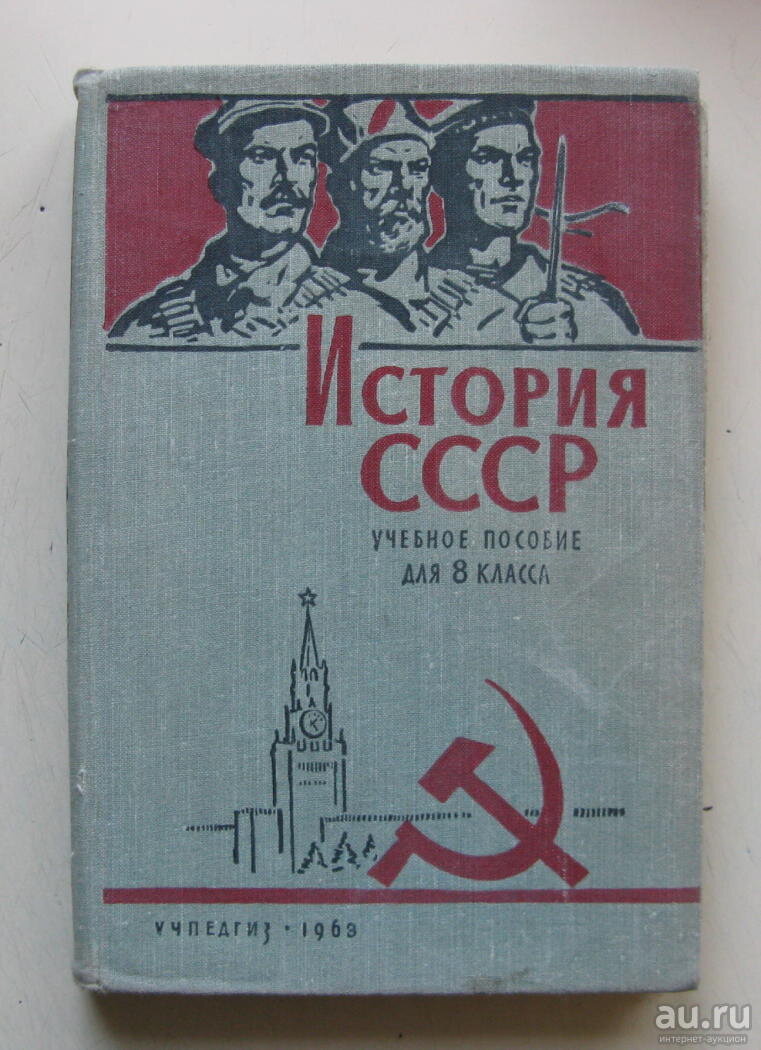 История
СССР
УЧЕБНОЕ ПОСОБИЕ
ДЛЯ 8 КЛАССА
УЧПЕДГИЗ • 1963
au.ru
интернет-аукцион